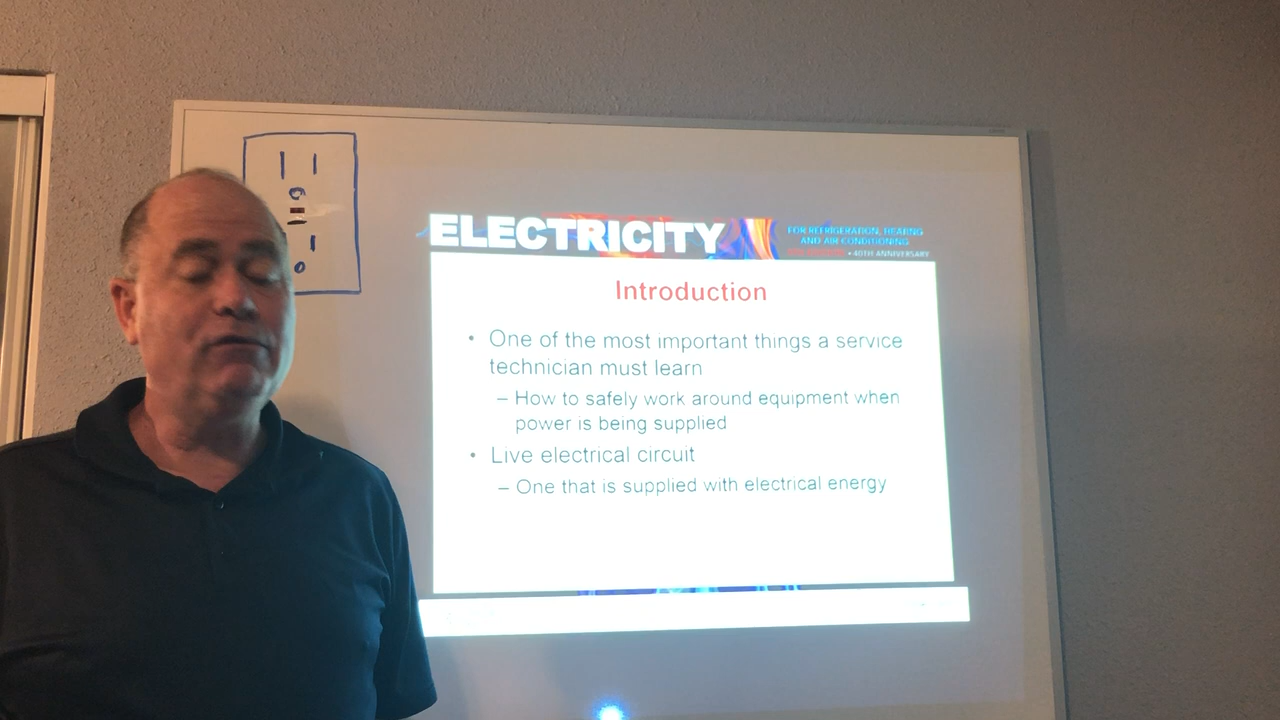 ELECTRICITY
FOR REFRIGERATION, HEATING
AND AIR CONDITIONING
• 40TH ANNIVERSARY
Introduction
• One of the most important things a service
technician must learn
– How to safely work around equipment when
power is being supplied
• Live electrical circuit
– One that is supplied with electrical energy